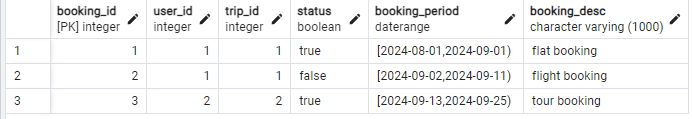 booking_id user_id trip_id status booking_period booking_desc
[PK] integer integer integer boolean daterange character varying (1000)
1 1 1 1 true [2024-08-01,2024-09-01) flat booking
2 2 1 1 false [2024-09-02,2024-09-11) flight booking
3 3 2 2 true [2024-09-13,2024-09-25) tour booking